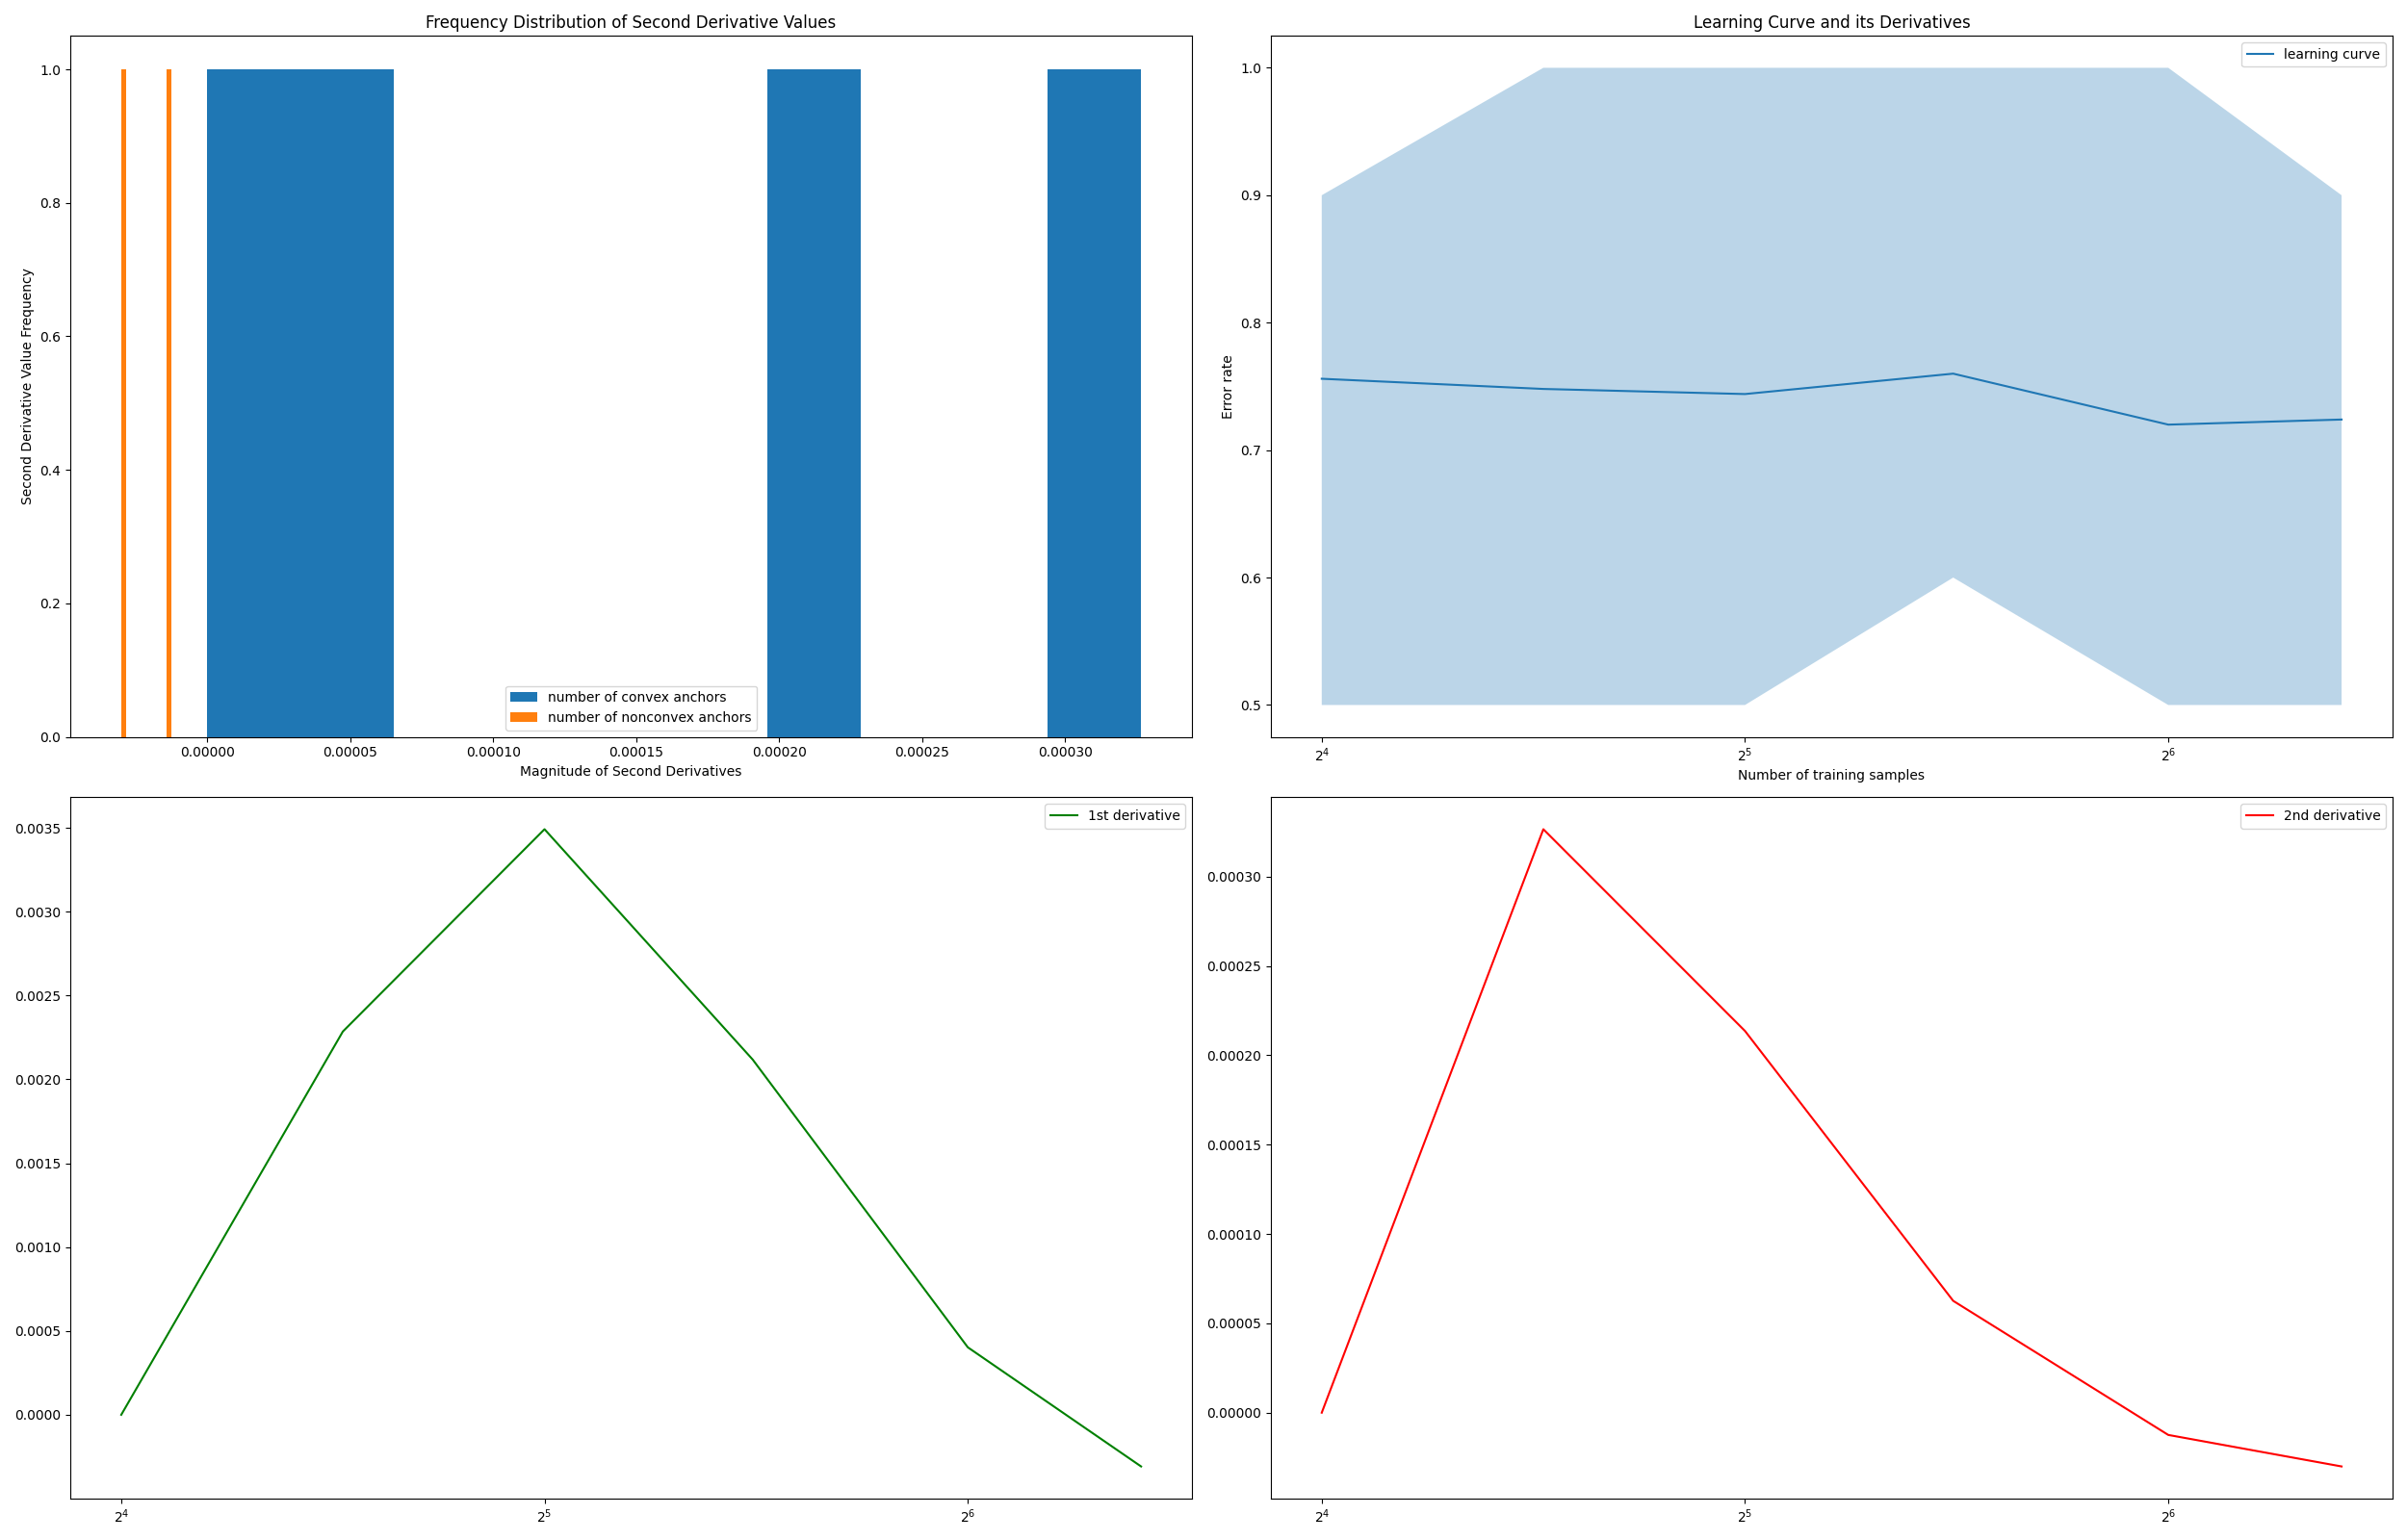 Frequency Distribution of Second Derivative Values
Second Derivative Value Frequency
1.0
0.8
0.6
0.4
0.2
0.0
number of convex anchors
number of nonconvex anchors
0.00000 0.00005 0.00010 0.00015 0.00020 0.00025 0.00030
Magnitude of Second Derivatives
Learning Curve and its Derivatives
learning curve
Error rate
1.0
0.9
0.8
0.7
0.6
0.5
2⁴ 2⁵ 2⁶
Number of training samples
1st derivative
0.0035
0.0030
0.0025
0.0020
0.0015
0.0010
0.0005
0.0000
2⁴ 2⁵ 2⁶
2nd derivative
0.00030
0.00025
0.00020
0.00015
0.00010
0.00005
0.00000
2⁴ 2⁵ 2⁶